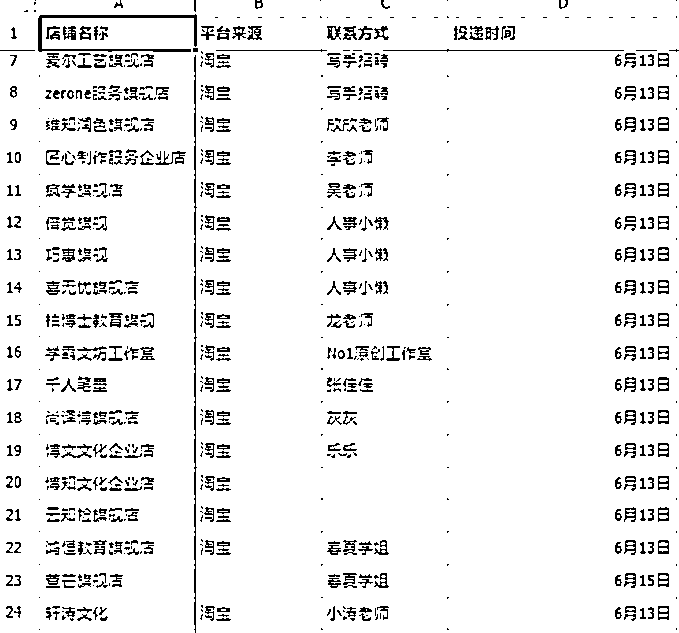 A B C D
1 店铺名称 平台来源 联系方式 投递时间
7 爱尔工艺旗舰店 淘宝 写手招聘 6月13日
8 zerone服务旗舰店 淘宝 写手招聘 6月13日
9 维知润色旗舰店 淘宝 欣欣老师 6月13日
10 匠心制作服务企业店 淘宝 李老师 6月13日
11 疯学旗舰店 淘宝 吴老师 6月13日
12 倍觉旗舰 淘宝 人事小懒 6月13日
13 巧惠旗舰 淘宝 人事小懒 6月13日
14 喜无忧旗舰店 淘宝 人事小懒 6月13日
15 柏博士教育旗舰 淘宝 龙老师 6月13日
16 学霸文坊工作室 淘宝 No1原创工作室 6月13日
17 千人笔墨 淘宝 张佳佳 6月13日
18 尚泽博旗舰店 淘宝 灰灰 6月13日
19 博文文化企业店 淘宝 乐乐 6月13日
20 博知文化企业店 淘宝 6月13日
21 云知检旗舰店 淘宝 6月13日
22 鸿恒教育旗舰店 淘宝 春夏学姐 6月13日
23 萱芒旗舰店 春夏学姐 6月15日
24 轩涛文化 淘宝 小涛老师 6月13日